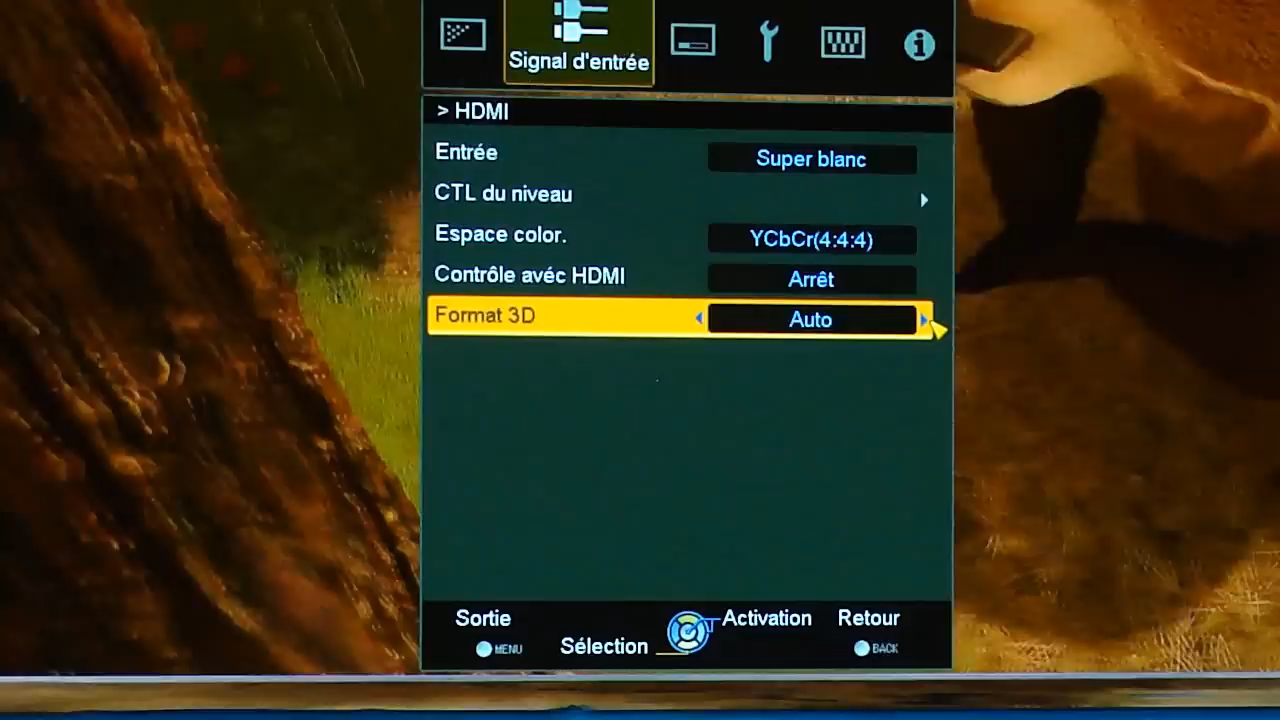 Signal d'entrée
> HDMI
Entrée Super blanc
CTL du niveau
Espace color. YCbCr(4:4:4)
Contrôle avéc HDMI Arrêt
Format 3D Auto
Sortie Activation Retour
MENU Sélection BACK